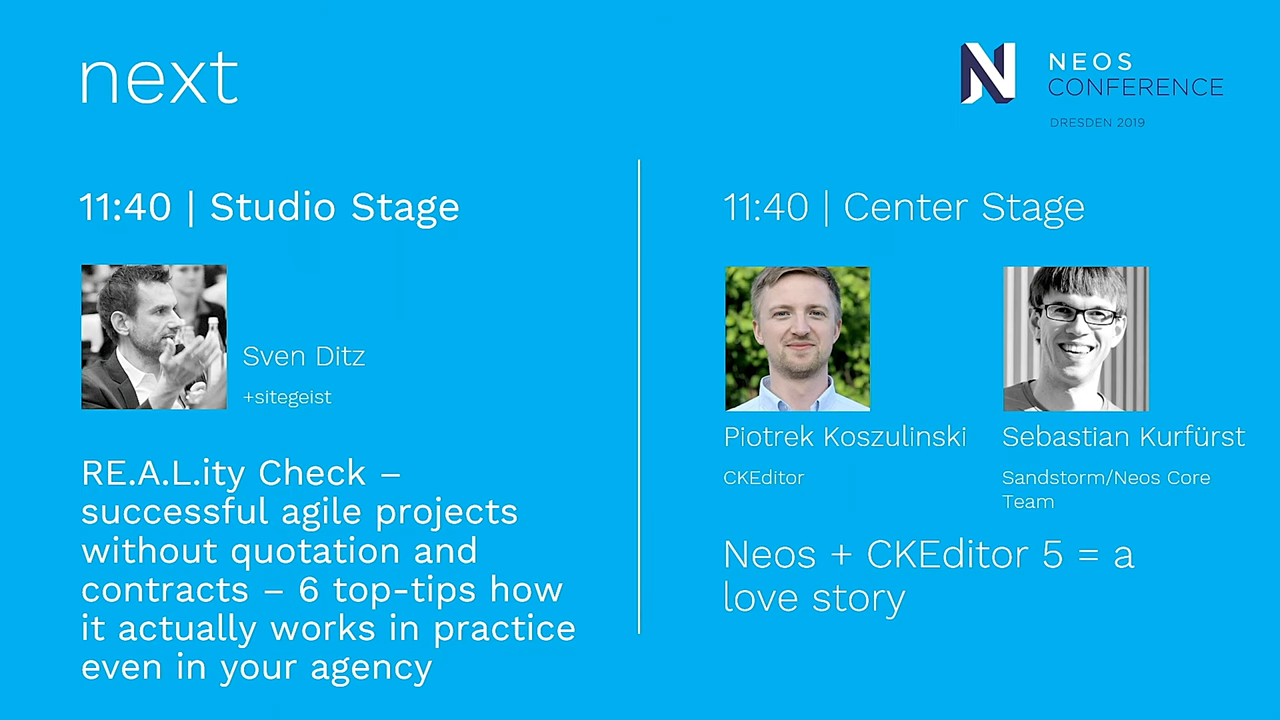 next
NEOS
CONFERENCE
DRESDEN 2019
11:40 | Studio Stage
Sven Ditz
+sitegeist
RE.A.L.ity Check –
successful agile projects
without quotation and
contracts – 6 top-tips how
it actually works in practice
even in your agency
11:40 | Center Stage
Piotrek Koszulinski
CKEditor
Sebastian Kurfürst
Sandstorm/Neos Core
Team
Neos + CKEditor 5 = a
love story